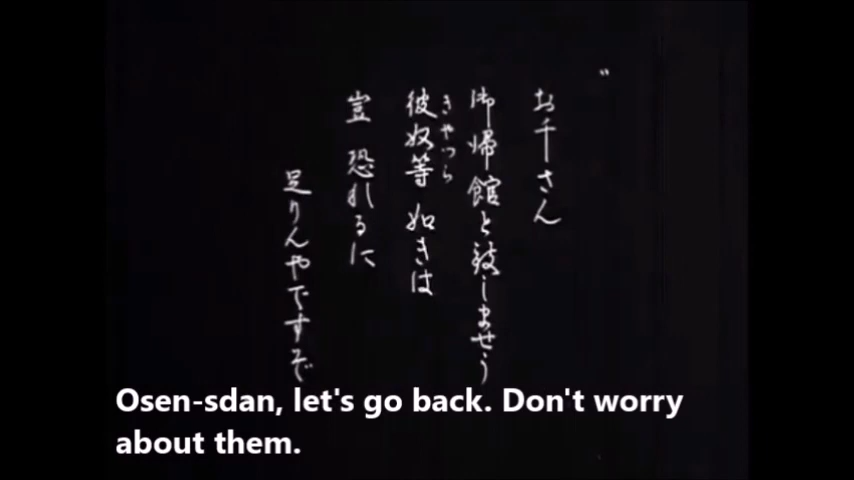 〃
お千さん
御帰館と致しませう
彼奴等如きは
きやつら
豈 恐れるに
足りんやですぞ
Osen-sdan, let's go back. Don't worry
about them.